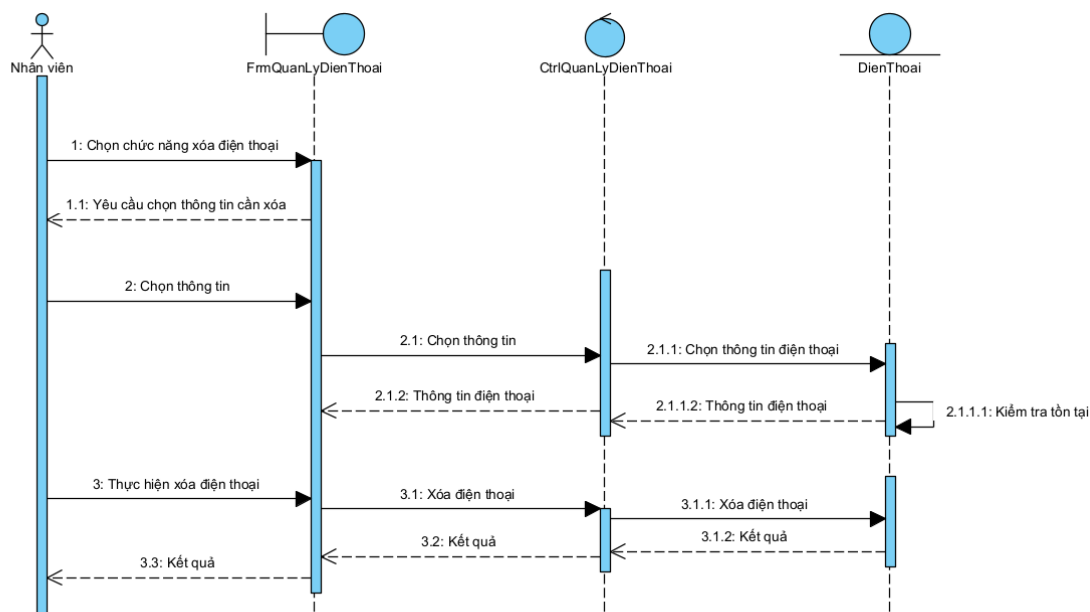 Nhân viên
FrmQuanLyDienThoai
CtrlQuanLyDienThoai
DienThoai
1: Chọn chức năng xóa điện thoại
1.1: Yêu cầu chọn thông tin cần xóa
2: Chọn thông tin
2.1: Chọn thông tin
2.1.1: Chọn thông tin điện thoại
2.1.2: Thông tin điện thoại
2.1.1.2: Thông tin điện thoại
2.1.1.1: Kiểm tra tồn tại
3: Thực hiện xóa điện thoại
3.1: Xóa điện thoại
3.1.1: Xóa điện thoại
3.2: Kết quả
3.1.2: Kết quả
3.3: Kết quả